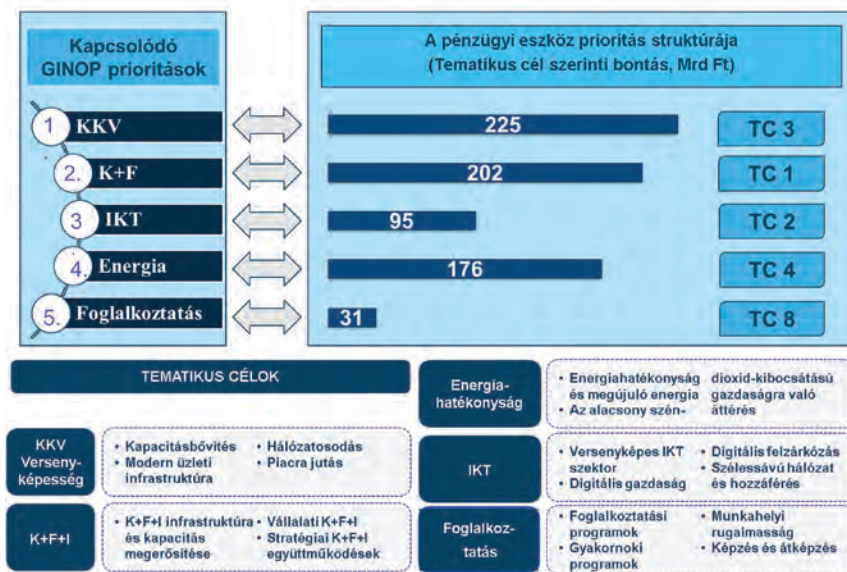 Kapcsolódó
GINOP prioritások
A pénzügyi eszköz prioritás struktúrája
(Tematikus cél szerinti bontás, Mrd Ft)
1 KKV
225
TC 3
2. K+F
202
TC 1
3 IKT
95
TC 2
4. Energia
176
TC 4
5. Foglalkoztatás
31
TC 8
TEMATIKUS CÉLOK
KKV
Verseny-
képesség
• Kapacitásbővítés
• Modern üzleti
infrastruktúra
• Hálózatosodás
• Piacra jutás
K+F+I
• K+F+I infrastruktúra
és kapacitás
megerősítése
• Vállalati K+F+I
• Stratégiai K+F+I
együttműködések
Energia-
hatékonyság
• Energiahatékonyság
és megújuló energia
• Az alacsony szén-
dioxid-kibocsátású
gazdaságra való
áttérés
IKT
• Versenyképes IKT
szektor
• Digitális gazdaság
• Digitális felzárkózás
• Szélessávú hálózat
és hozzáférés
Foglalkoz-
tatás
• Foglalkoztatási
programok
• Gyakornoki
programok
• Munkahelyi
rugalmasság
• Képzés és átképzés